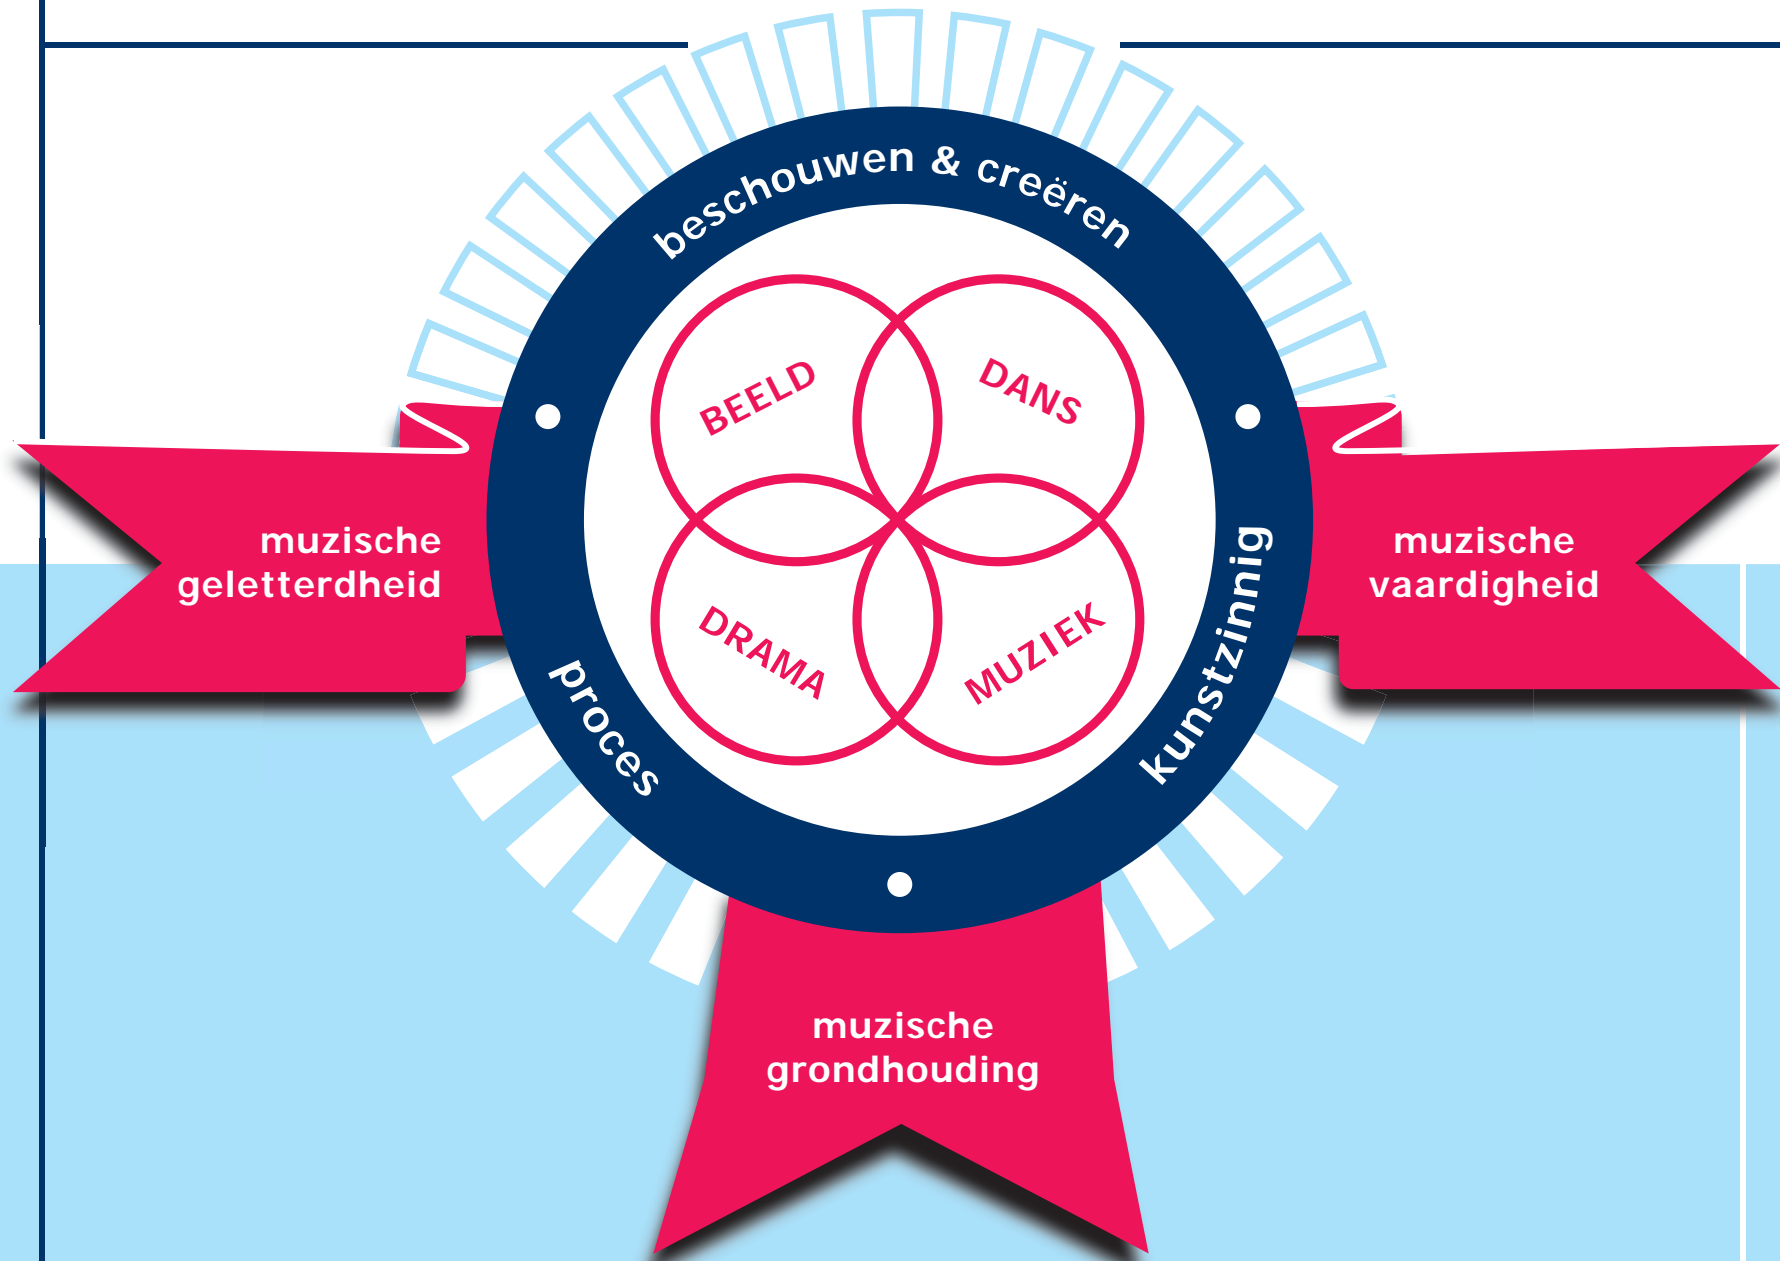 beschouwen & creëren
BEELD
DANS
muzische
geletterdheid
muzische
vaardigheid
DRAMA
MUZIEK
proces
kunstzinnig
muzische
grondhouding